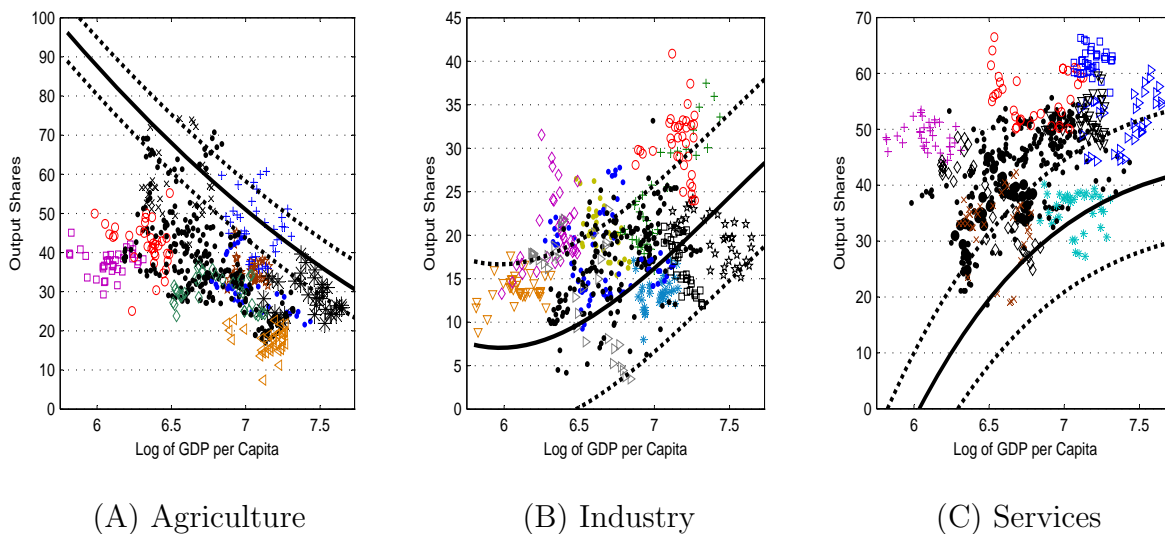 100
90
80
70
60
50
40
30
20
10
0
6 6.5 7 7.5
Output Shares
Log of GDP per Capita
(A) Agriculture
45
40
35
30
25
20
15
10
5
0
6 6.5 7 7.5
Output Shares
Log of GDP per Capita
(B) Industry
70
60
50
40
30
20
10
0
6 6.5 7 7.5
Output Shares
Log of GDP per Capita
(C) Services